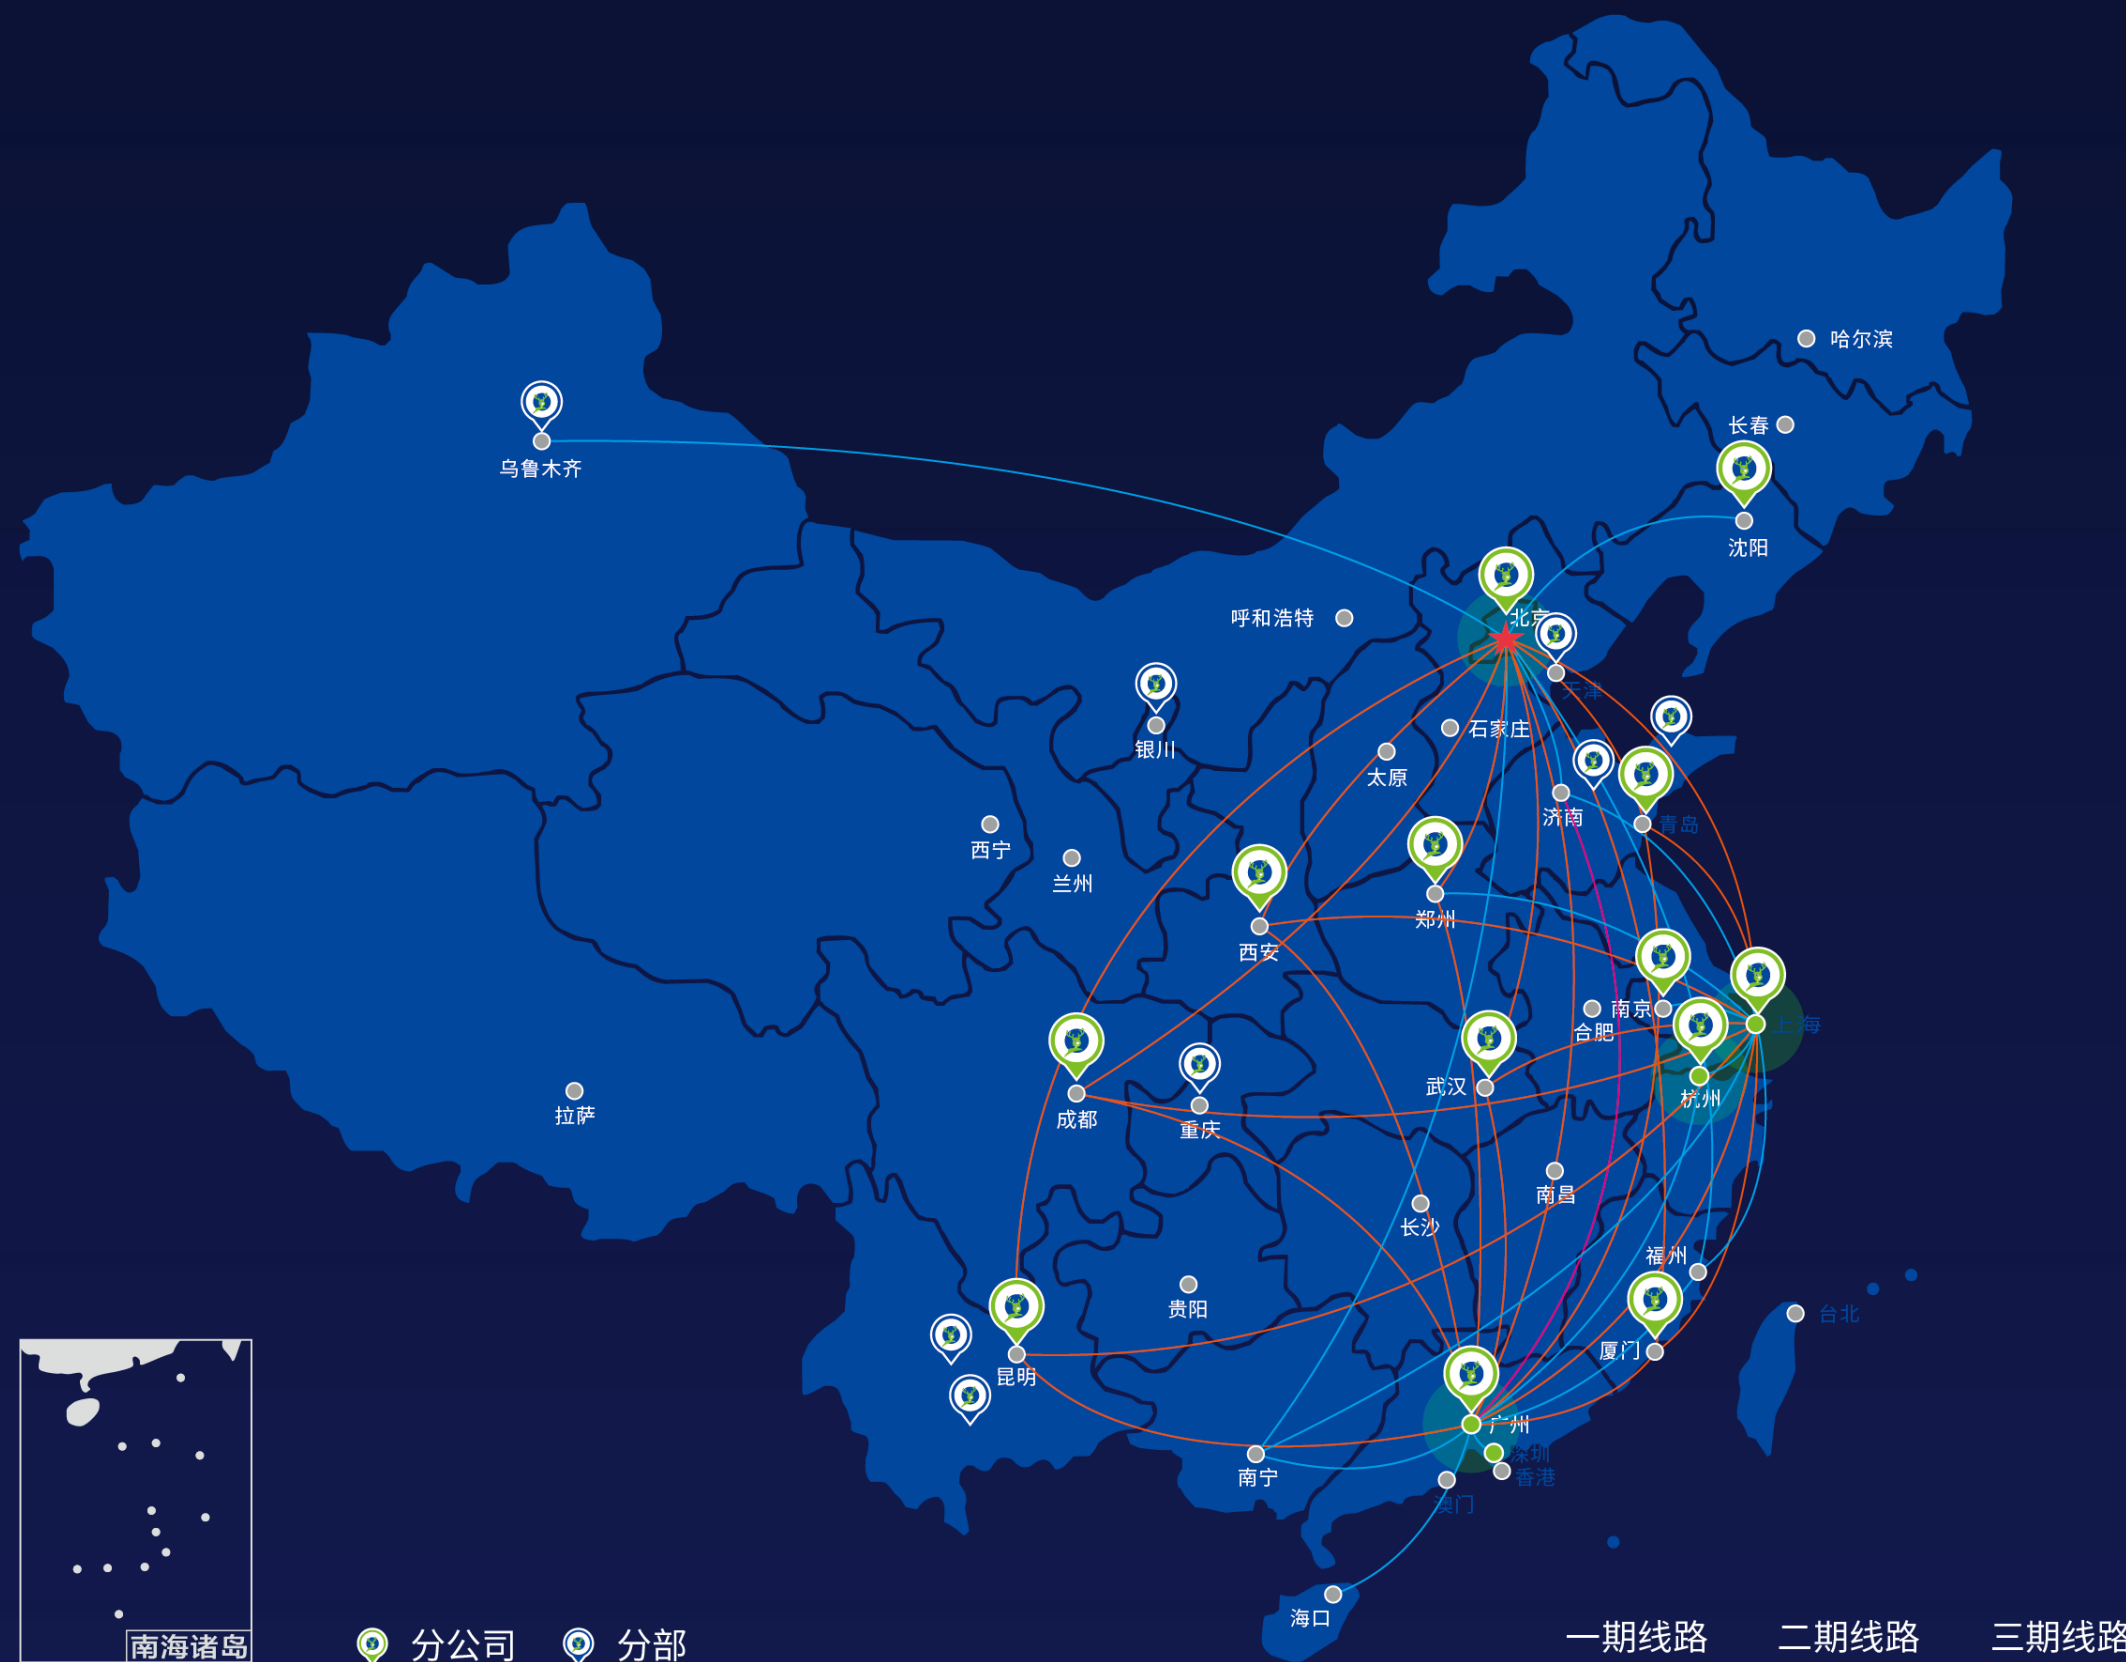 哈尔滨
长春
乌鲁木齐
沈阳
呼和浩特
北京
天津
石家庄
银川
太原
济南
青岛
西宁
兰州
郑州
西安
南京
合肥
上海
武汉
杭州
拉萨
成都
重庆
南昌
长沙
福州
贵阳
台北
厦门
昆明
广州
深圳
南宁
香港
澳门
海口
南海诸岛
分公司 分部
一期线路 二期线路 三期线路